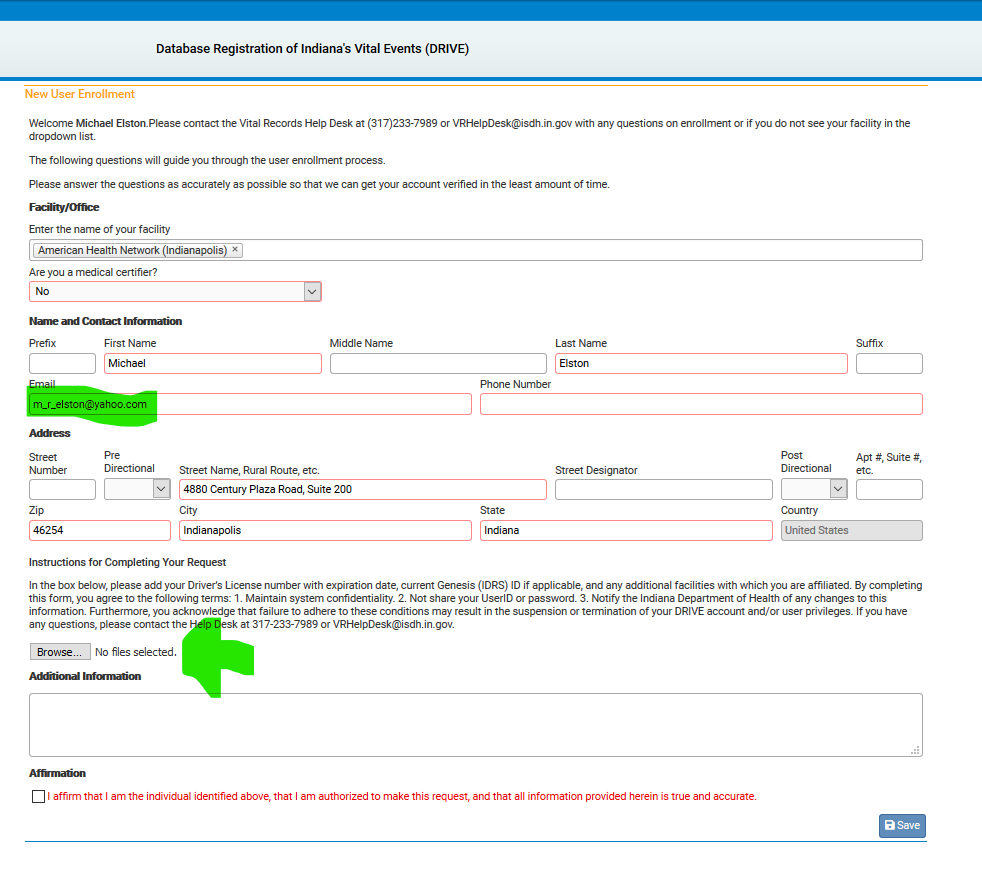 Database Registration of Indiana's Vital Events (DRIVE)
New User Enrollment
Welcome Michael Elston.Please contact the Vital Records Help Desk at (317)233-7989 or VRHelpDesk@isdh.in.gov with any questions on enrollment or if you do not see your facility in the
dropdown list.
The following questions will guide you through the user enrollment process.
Please answer the questions as accurately as possible so that we can get your account verified in the least amount of time.
Facility/Office
Enter the name of your facility
American Health Network (Indianapolis) ×
Are you a medical certifier?
No
Name and Contact Information
Prefix First Name Middle Name Last Name Suffix
Michael Elston
Email Phone Number
m_r_elston@yahoo.com
Address
Street Number Pre Directional Street Name, Rural Route, etc. Street Designator Post Directional Apt #, Suite #, etc.
4880 Century Plaza Road, Suite 200
Zip City State Country
46254 Indianapolis Indiana United States
Instructions for Completing Your Request
In the box below, please add your Driver's License number with expiration date, current Genesis (IDRS) ID if applicable, and any additional facilities with which you are affiliated. By completing
this form, you agree to the following terms: 1. Maintain system confidentiality. 2. Not share your UserID or password. 3. Notify the Indiana Department of Health of any changes to this
information. Furthermore, you acknowledge that failure to adhere to these conditions may result in the suspension or termination of your DRIVE account and/or user privileges. If you have
any questions, please contact the Help Desk at 317-233-7989 or VRHelpDesk@isdh.in.gov.
Browse... No files selected.
Additional Information
Affirmation
I affirm that I am the individual identified above, that I am authorized to make this request, and that all information provided herein is true and accurate.
Save